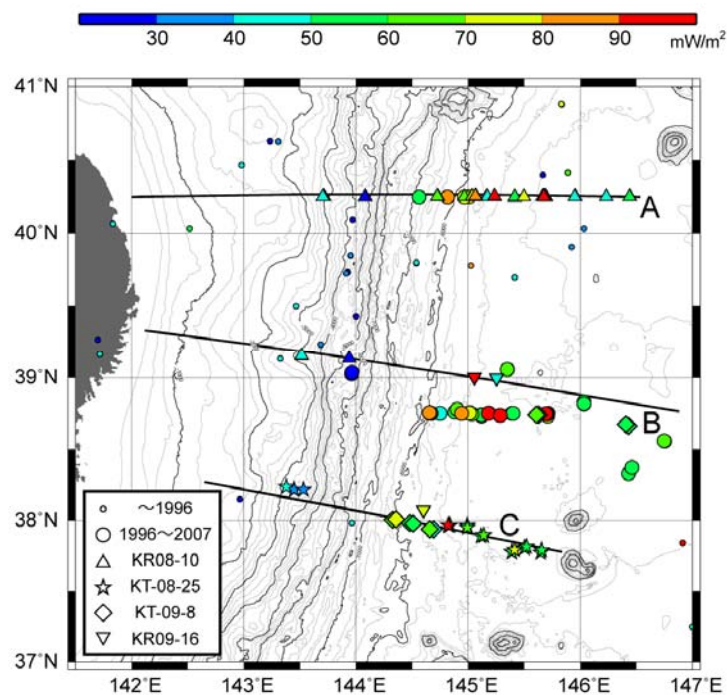 30 40 50 60 70 80 90 mW/m²
41˚N
A
40˚N
39˚N
B
38˚N
C
～1996
1996～2007
KR08-10
KT-08-25
KT-09-8
KR09-16
37˚N
142˚E 143˚E 144˚E 145˚E 146˚E 147˚E